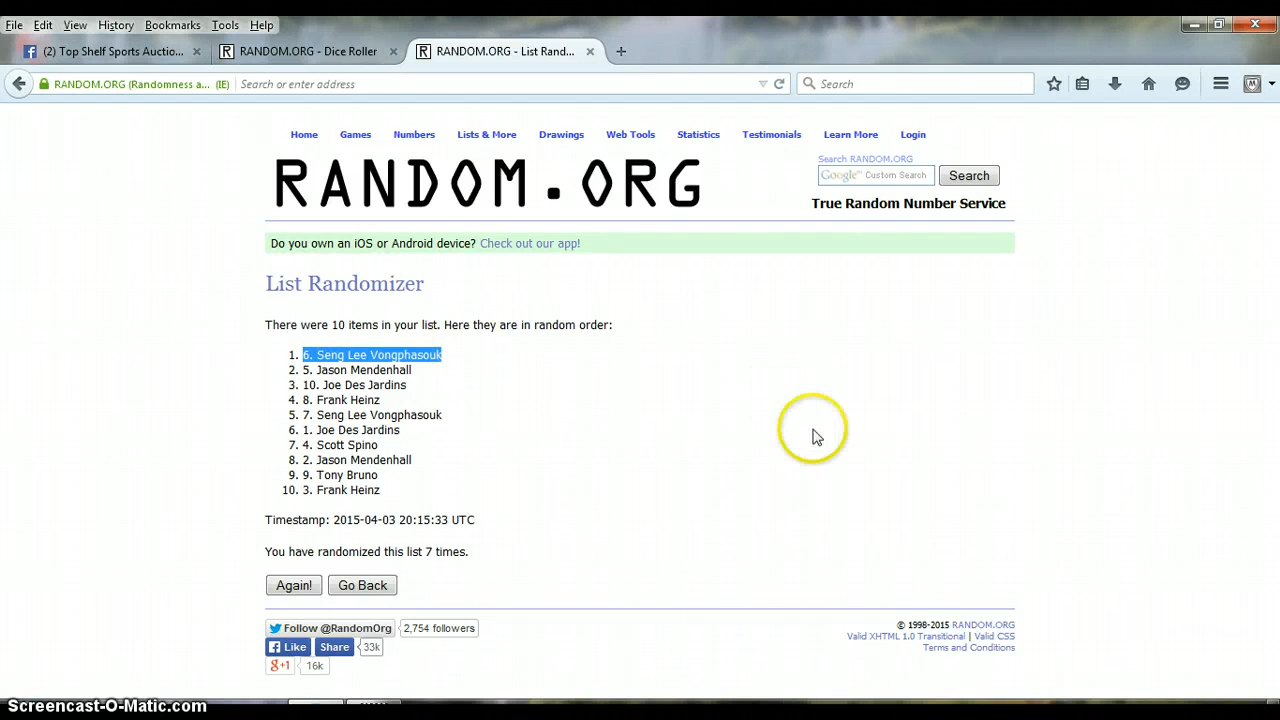 File Edit View History Bookmarks Tools Help
(2) Top Shelf Sports Auctio... RANDOM.ORG - Dice Roller RANDOM.ORG - List Rand...
RANDOM.ORG (Randomness a... (IE) Search or enter address Search
Home Games Numbers Lists & More Drawings Web Tools Statistics Testimonials Learn More Login
RANDOM.ORG
Search RANDOM.ORG
Google™ Custom Search Search
True Random Number Service
Do you own an iOS or Android device? Check out our app!
List Randomizer
There were 10 items in your list. Here they are in random order:
1. 6. Seng Lee Vongphasouk
2. 5. Jason Mendenhall
3. 10. Joe Des Jardins
4. 8. Frank Heinz
5. 7. Seng Lee Vongphasouk
6. 1. Joe Des Jardins
7. 4. Scott Spino
8. 2. Jason Mendenhall
9. 9. Tony Bruno
10. 3. Frank Heinz
Timestamp: 2015-04-03 20:15:33 UTC
You have randomized this list 7 times.
Again! Go Back
Follow @RandomOrg 2,754 followers
Like Share 33k
g+1 16k
© 1998-2015 RANDOM.ORG
Valid XHTML 1.0 Transitional | Valid CSS
Terms and Conditions
Screencast-O-Matic.com